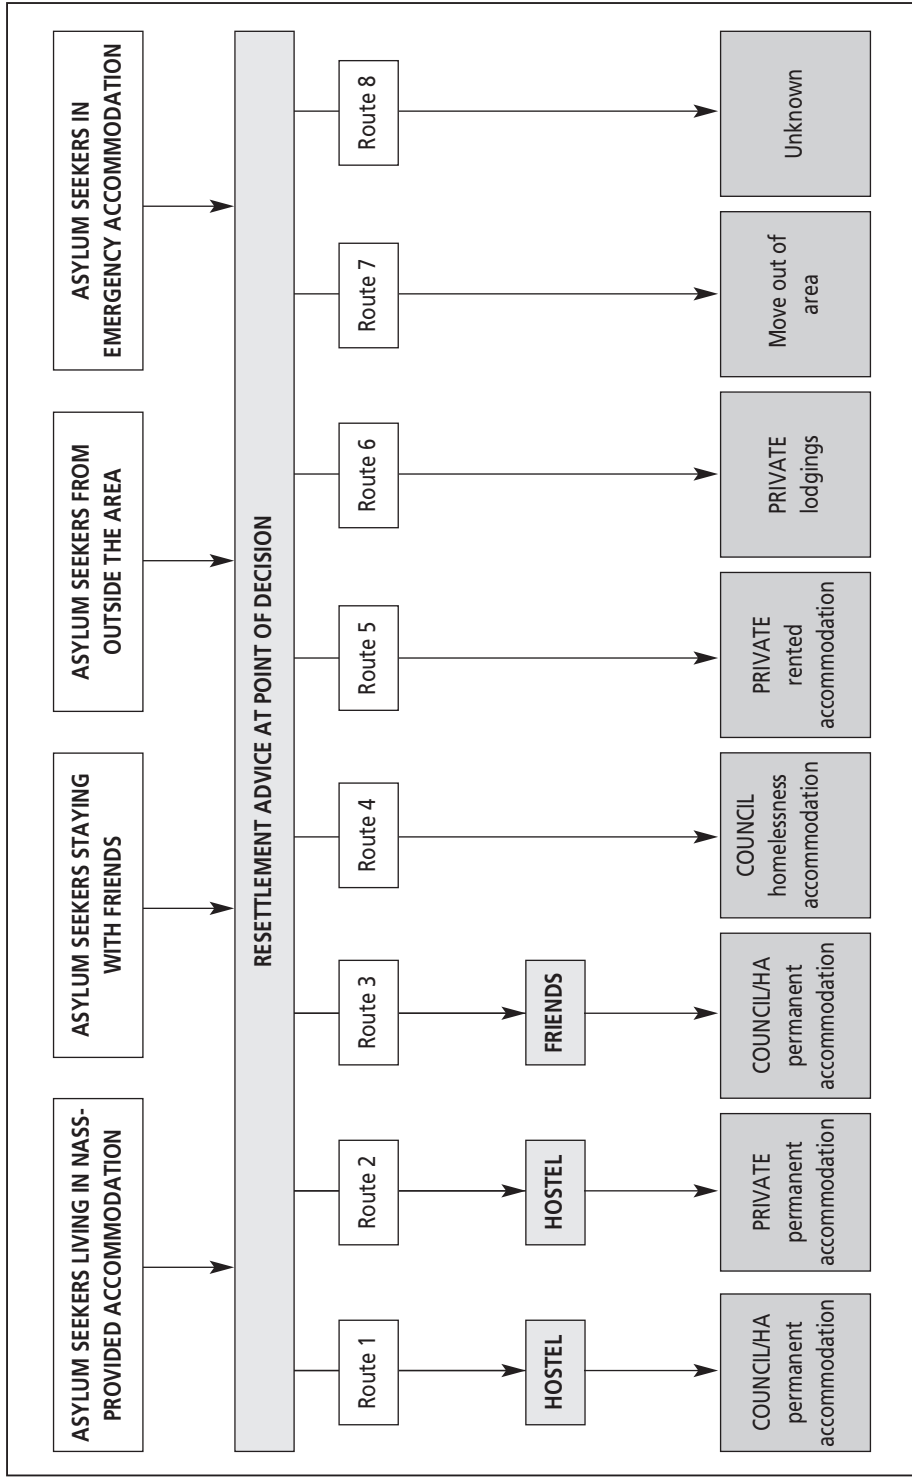 ASYLUM SEEKERS LIVING IN NASS-
PROVIDED ACCOMMODATION
ASYLUM SEEKERS STAYING
WITH FRIENDS
ASYLUM SEEKERS FROM
OUTSIDE THE AREA
ASYLUM SEEKERS IN
EMERGENCY ACCOMMODATION
RESETTLEMENT ADVICE AT POINT OF DECISION
Route 1
Route 2
Route 3
Route 4
Route 5
Route 6
Route 7
Route 8
HOSTEL
HOSTEL
FRIENDS
COUNCIL/HA
permanent
accommodation
PRIVATE
permanent
accommodation
COUNCIL/HA
permanent
accommodation
COUNCIL
homelessness
accommodation
PRIVATE
rented
accommodation
PRIVATE
lodgings
Move out of
area
Unknown